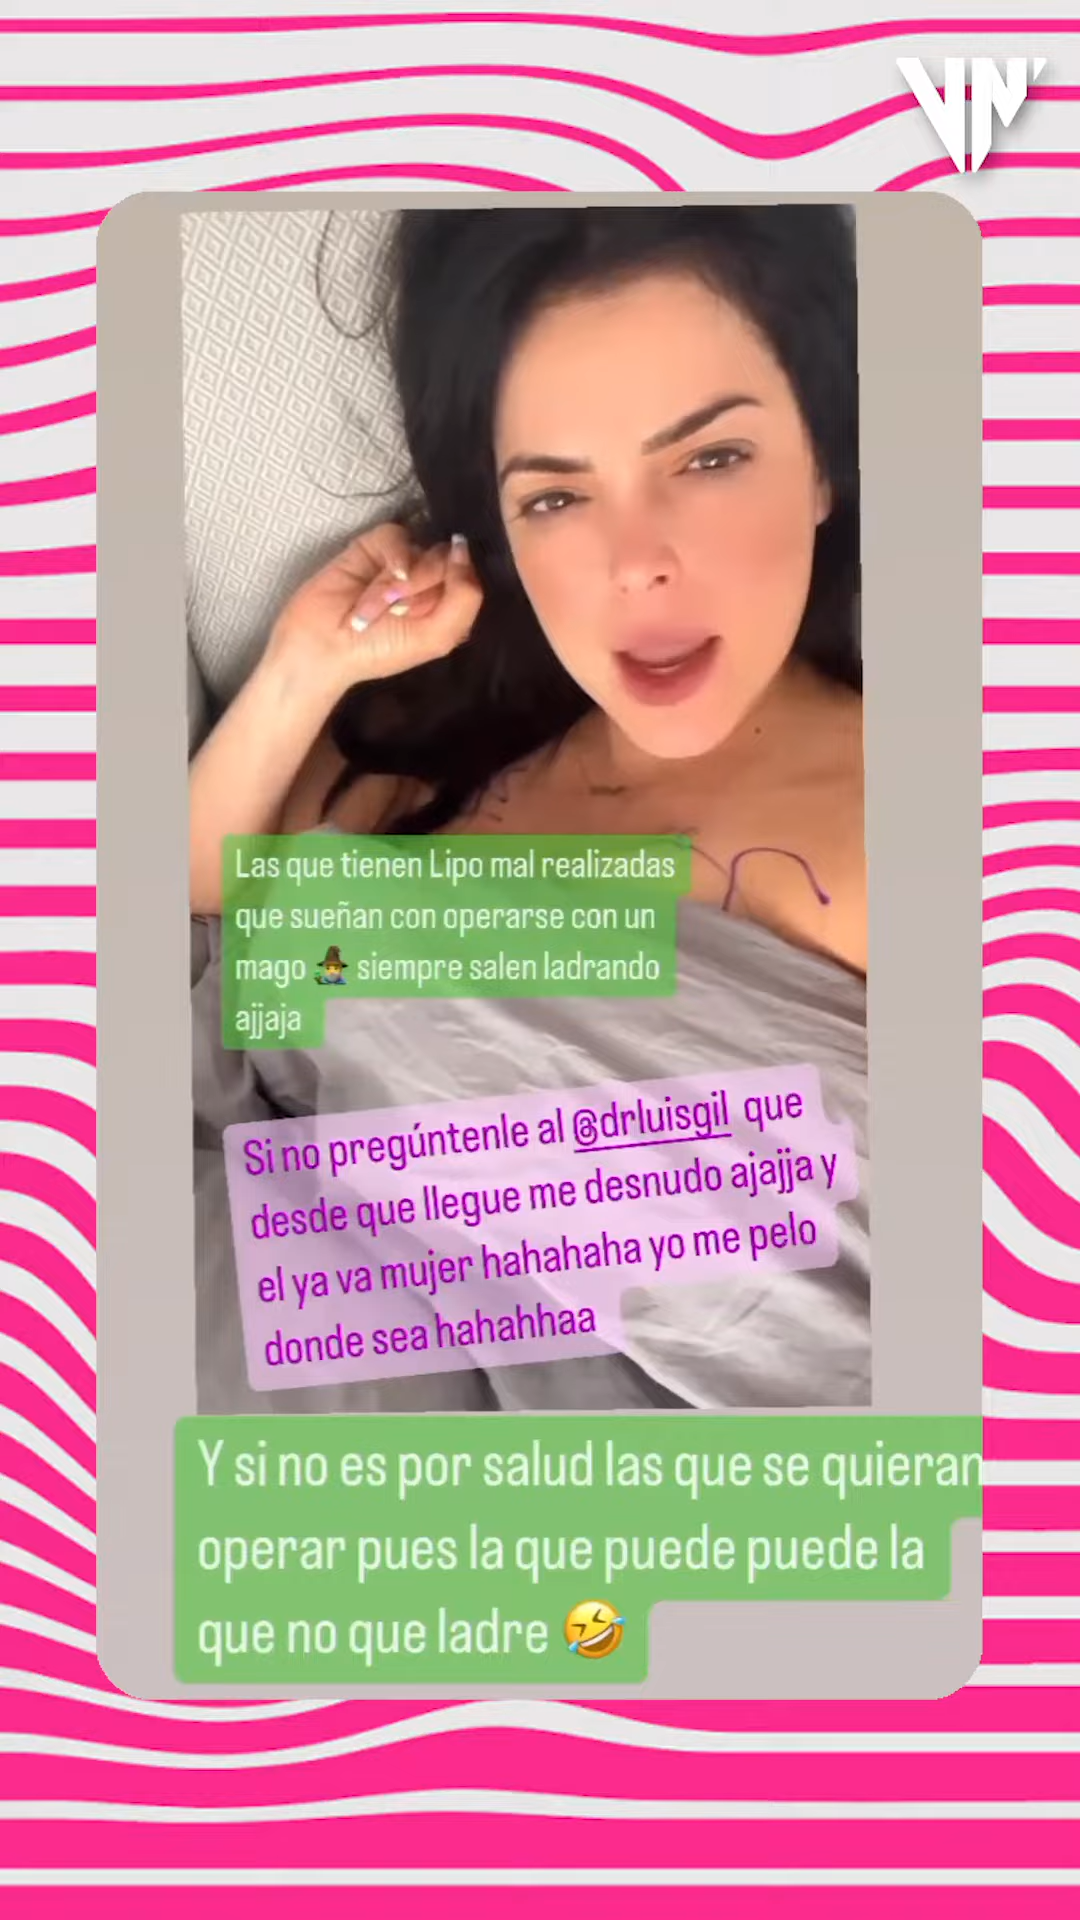 VN
Las que tienen Lipo mal realizadas
que sueñan con operarse con un
mago 🧙‍♂️ siempre salen ladrando
ajjaja
Si no pregúntenle al @drluisgil que
desde que llegue me desnudo ajajja y
el ya va mujer hahahaha yo me pelo
donde sea hahahhaa
Y si no es por salud las que se quieran
operar pues la que puede puede la
que no que ladre 🤣